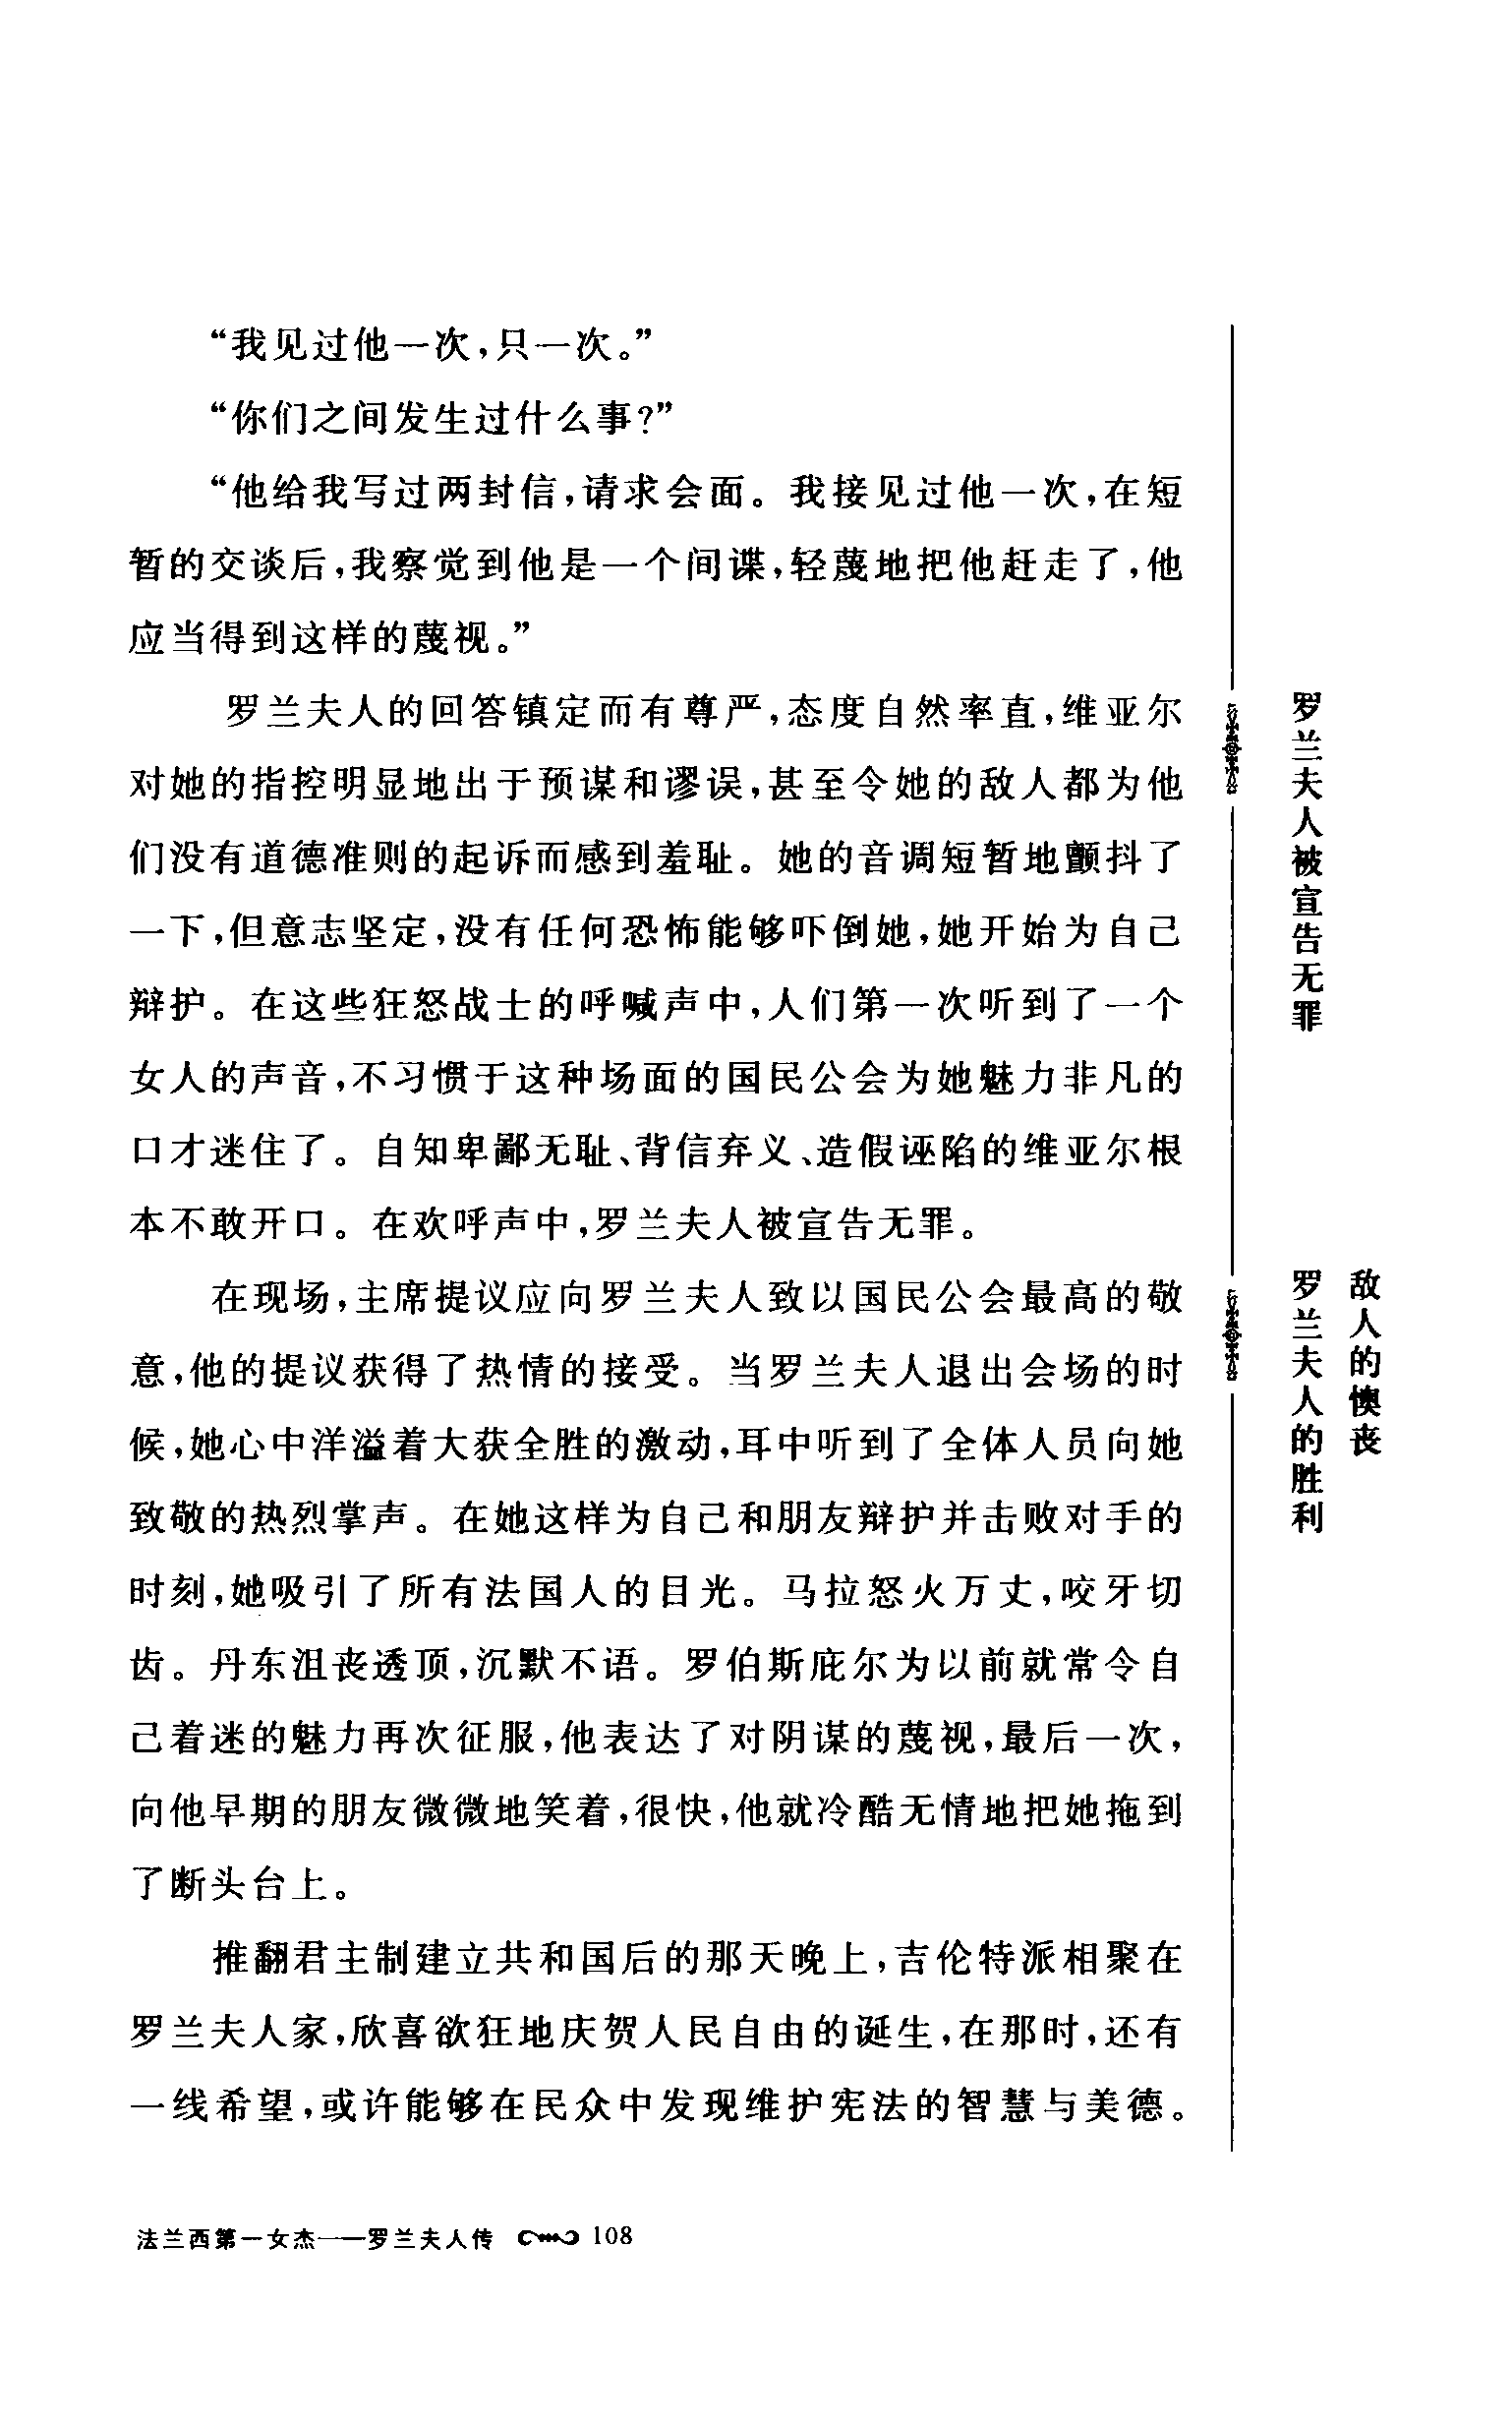 “我见过他一次，只一次。”
“你们之间发生过什么事？”
“他给我写过两封信，请求会面。我接见过他一次，在短
暂的交谈后，我察觉到他是一个间谍，轻蔑地把他赶走了，他
应当得到这样的蔑视。”
罗兰夫人的回答镇定而有尊严，态度自然率直，维亚尔
对她的指控明显地出于预谋和谬误，甚至令她的敌人都为他
们没有道德准则的起诉而感到羞耻。她的音调短暂地颤抖了
一下，但意志坚定，没有任何恐怖能够吓倒她，她开始为自己
辩护。在这些狂怒战士的呼喊声中，人们第一次听到了一个
女人的声音，不习惯于这种场面的国民公会为她魅力非凡的
口才迷住了。自知卑鄙无耻、背信弃义、造假诬陷的维亚尔根
本不敢开口。在欢呼声中，罗兰夫人被宣告无罪。
在现场，主席提议应向罗兰夫人致以国民公会最高的敬
意，他的提议获得了热情的接受。当罗兰夫人退出会场的时
候，她心中洋溢着大获全胜的激动，耳中听到了全体人员向她
致敬的热烈掌声。在她这样为自己和朋友辩护并击败对手的
时刻，她吸引了所有法国人的目光。马拉怒火万丈，咬牙切
齿。丹东沮丧透顶，沉默不语。罗伯斯庇尔为以前就常令自
己着迷的魅力再次征服，他表达了对阴谋的蔑视，最后一次，
向他早期的朋友微微地笑着，很快，他就冷酷无情地把她拖到
了断头台上。
推翻君主制建立共和国后的那天晚上，吉伦特派相聚在
罗兰夫人家，欣喜欲狂地庆贺人民自由的诞生，在那时，还有
一线希望，或许能够在民众中发现维护宪法的智慧与美德。
罗兰夫人被宣告无罪
敌人的懊丧
罗兰夫人的胜利
法兰西第一女杰——罗兰夫人传 108